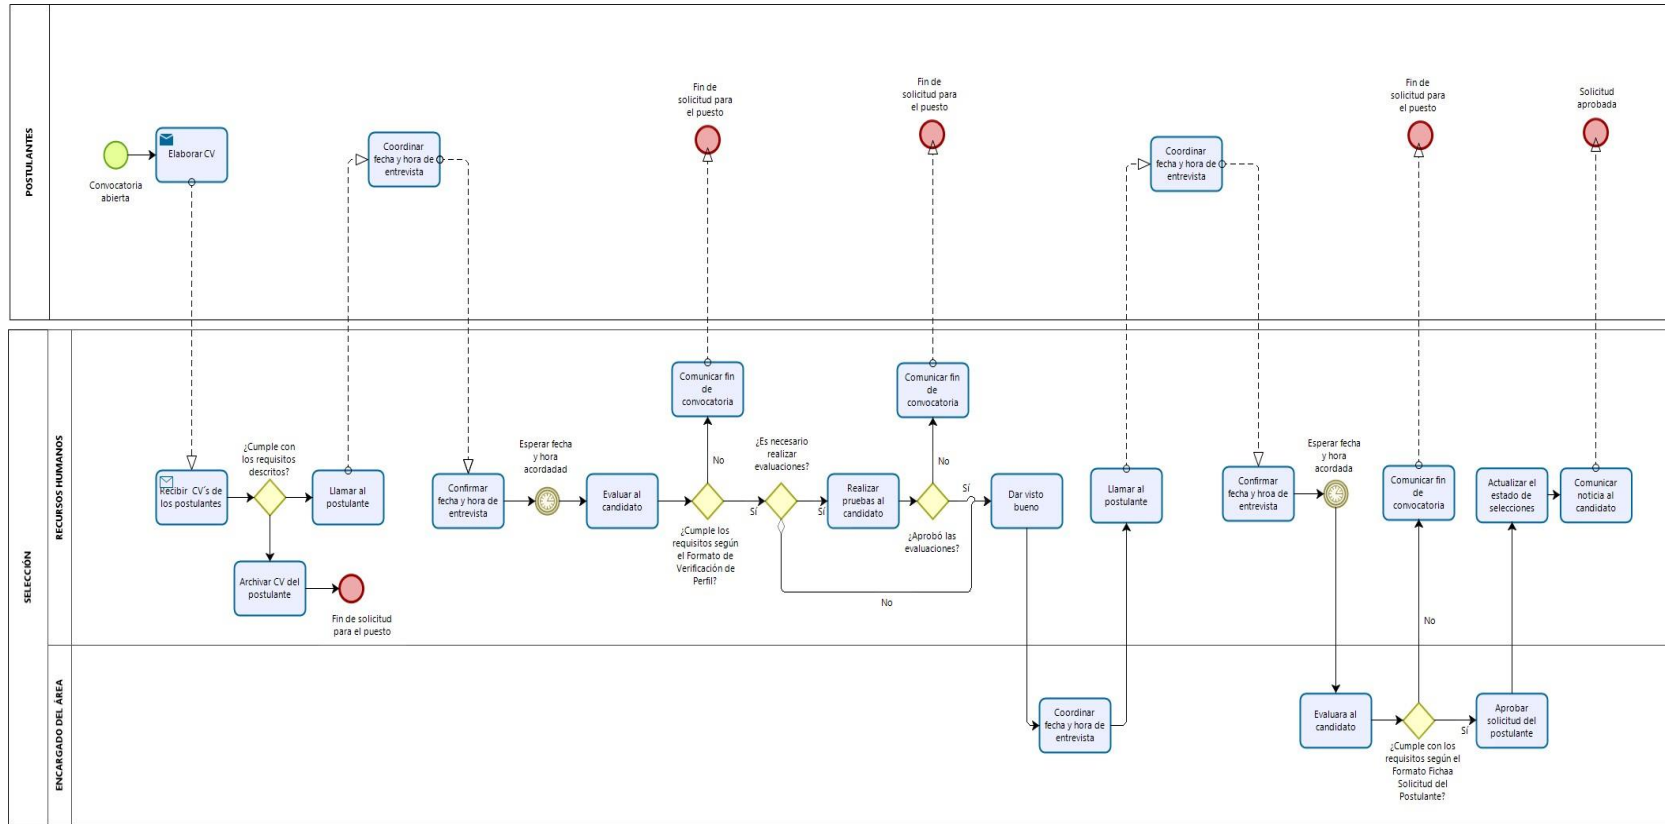 POSTULANTES
Convocatoria
abierta
Elaborar CV
Coordinar
fecha y hora de
entrevista
Fin de
solicitud para
el puesto
Fin de
solicitud para
el puesto
Coordinar
fecha y hora de
entrevista
Fin de
solicitud para
el puesto
Solicitud
aprobada
SELECCIÓN
RECURSOS HUMANOS
Recibir CV´s de
los postulantes
¿Cumple con
los requisitos
descritos?
Llamar al
postulante
Archivar CV del
postulante
Fin de solicitud
para el puesto
Confirmar
fecha y hora de
entrevista
Esperar fecha
y hora
acordadad
Evaluar al
candidato
Comunicar fin
de
convocatoria
No
¿Cumple los
requisitos según
el Formato de
Verificación de
Perfil?
Sí
¿Es necesario
realizar
evaluaciones?
Sí
No
Realizar
pruebas al
candidato
Comunicar fin
de
convocatoria
No
¿Aprobó las
evaluaciones?
Sí
Dar visto
bueno
Llamar al
postulante
Confirmar
fecha y hroa de
entrevista
Esperar fecha
y hora
acordada
Comunicar fin
de
convocatoria
No
Actualizar el
estado de
selecciones
Comunicar
noticia al
candidato
ENCARGADO DEL ÁREA
Coordinar
fecha y hora de
entrevista
Evaluara al
candidato
¿Cumple con los
requisitos según el
Formato Fichaa
Solicitud del
Postulante?
Sí
Aprobar
solicitud del
postulante